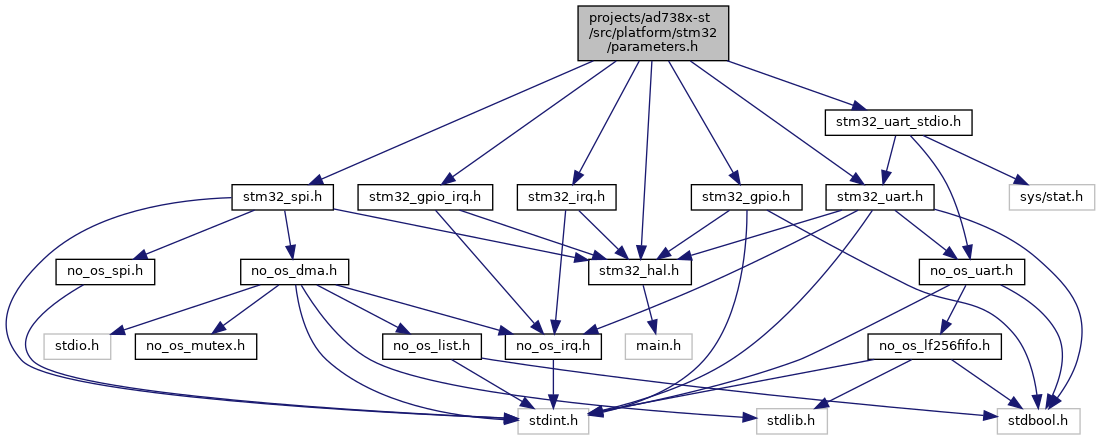 projects/ad738x-st
/src/platform/stm32
/parameters.h
stm32_uart_stdio.h
stm32_spi.h
stm32_gpio_irq.h
stm32_irq.h
stm32_gpio.h
stm32_uart.h
sys/stat.h
no_os_spi.h
no_os_dma.h
stm32_hal.h
no_os_uart.h
stdio.h
no_os_mutex.h
no_os_list.h
no_os_irq.h
main.h
no_os_lf256fifo.h
stdint.h
stdlib.h
stdbool.h